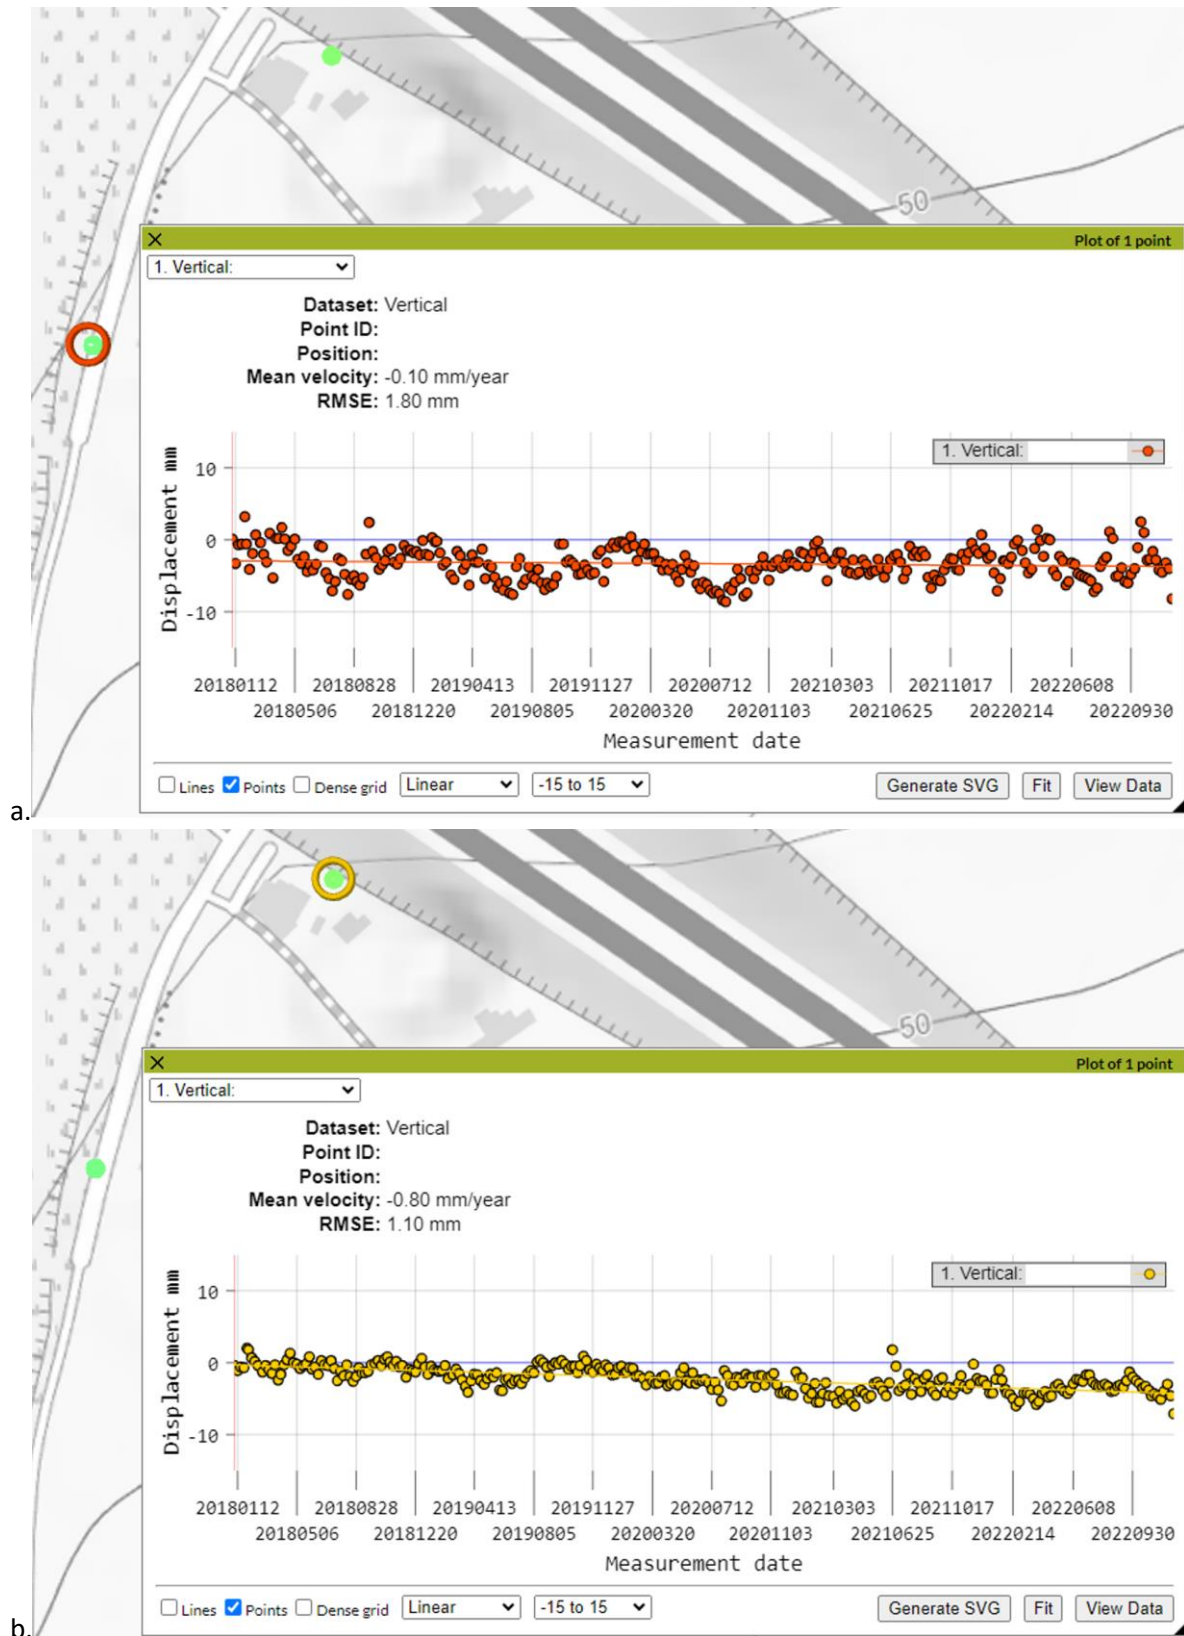 50
X Plot of 1 point
1. Vertical:
Dataset: Vertical
Point ID:
Position:
Mean velocity: -0.10 mm/year
RMSE: 1.80 mm
1. Vertical:
Displacement mm
10
0
-10
20180112 20180828 20190413 20191127 20200712 20210303 20211017 20220608
20180506 20181220 20190805 20200320 20201103 20210625 20220214 20220930
Measurement date
Lines Points Dense grid Linear -15 to 15 Generate SVG Fit View Data
a.
50
X Plot of 1 point
1. Vertical:
Dataset: Vertical
Point ID:
Position:
Mean velocity: -0.80 mm/year
RMSE: 1.10 mm
1. Vertical:
Displacement mm
10
0
-10
20180112 20180828 20190413 20191127 20200712 20210303 20211017 20220608
20180506 20181220 20190805 20200320 20201103 20210625 20220214 20220930
Measurement date
Lines Points Dense grid Linear -15 to 15 Generate SVG Fit View Data
b.